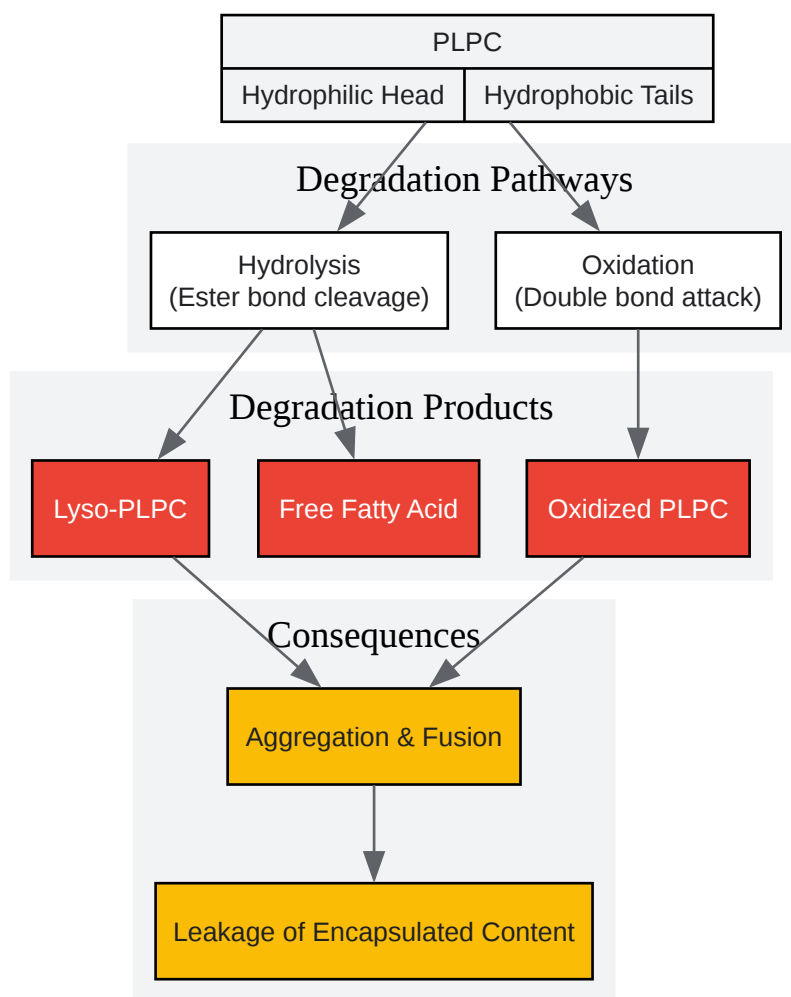 PLPC
Hydrophilic Head
Hydrophobic Tails
Degradation Pathways
Hydrolysis
(Ester bond cleavage)
Oxidation
(Double bond attack)
Degradation Products
Lyso-PLPC
Free Fatty Acid
Oxidized PLPC
Consequences
Aggregation & Fusion
Leakage of Encapsulated Content